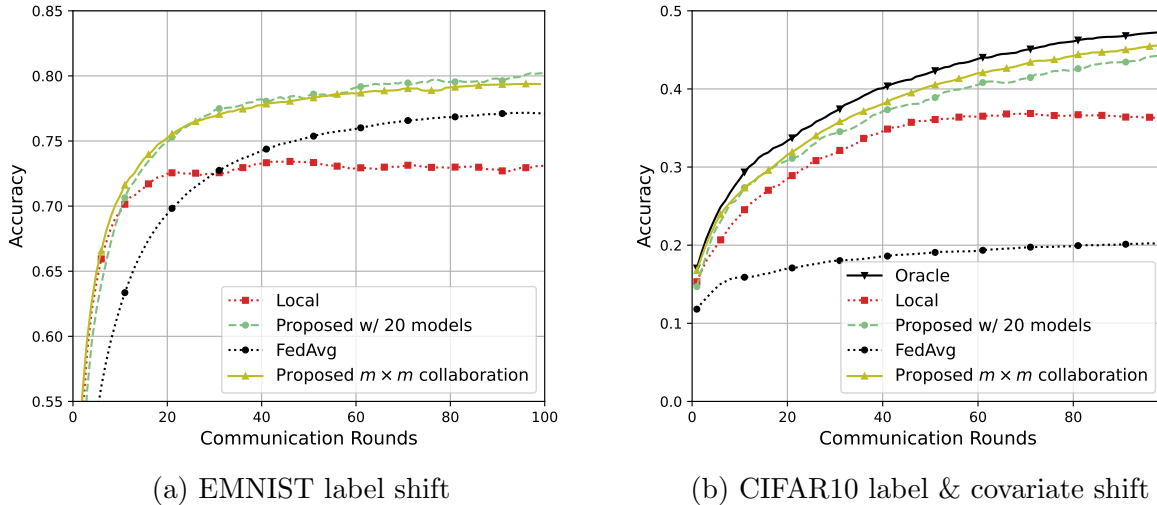 0.85
0.80
0.75
0.70
0.65
0.60
0.55
Accuracy
0
20
40
60
80
100
Communication Rounds
Local
Proposed w/ 20 models
FedAvg
Proposed m × m collaboration
(a) EMNIST label shift
0.5
0.4
0.3
0.2
0.1
0.0
Accuracy
0
20
40
60
80
Communication Rounds
Oracle
Local
Proposed w/ 20 models
FedAvg
Proposed m × m collaboration
(b) CIFAR10 label & covariate shift